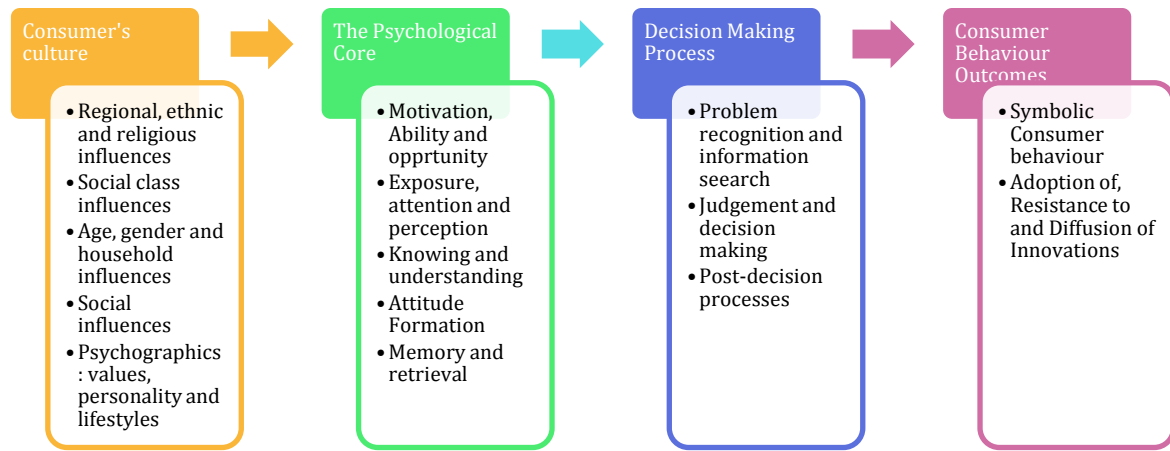 Consumer's
culture
• Regional, ethnic
and religious
influences
• Social class
influences
• Age, gender and
household
influences
• Social
influences
• Psychographics
: values,
personality and
lifestyles
The Psychological
Core
• Motivation,
Ability and
opprtunity
• Exposure,
attention and
perception
• Knowing and
understanding
• Attitude
Formation
• Memory and
retrieval
Decision Making
Process
• Problem
recognition and
information
seearch
• Judgement and
decision
making
• Post-decision
processes
Consumer
Behaviour
Outcomes
• Symbolic
Consumer
behaviour
• Adoption of,
Resistance to
and Diffusion of
Innovations